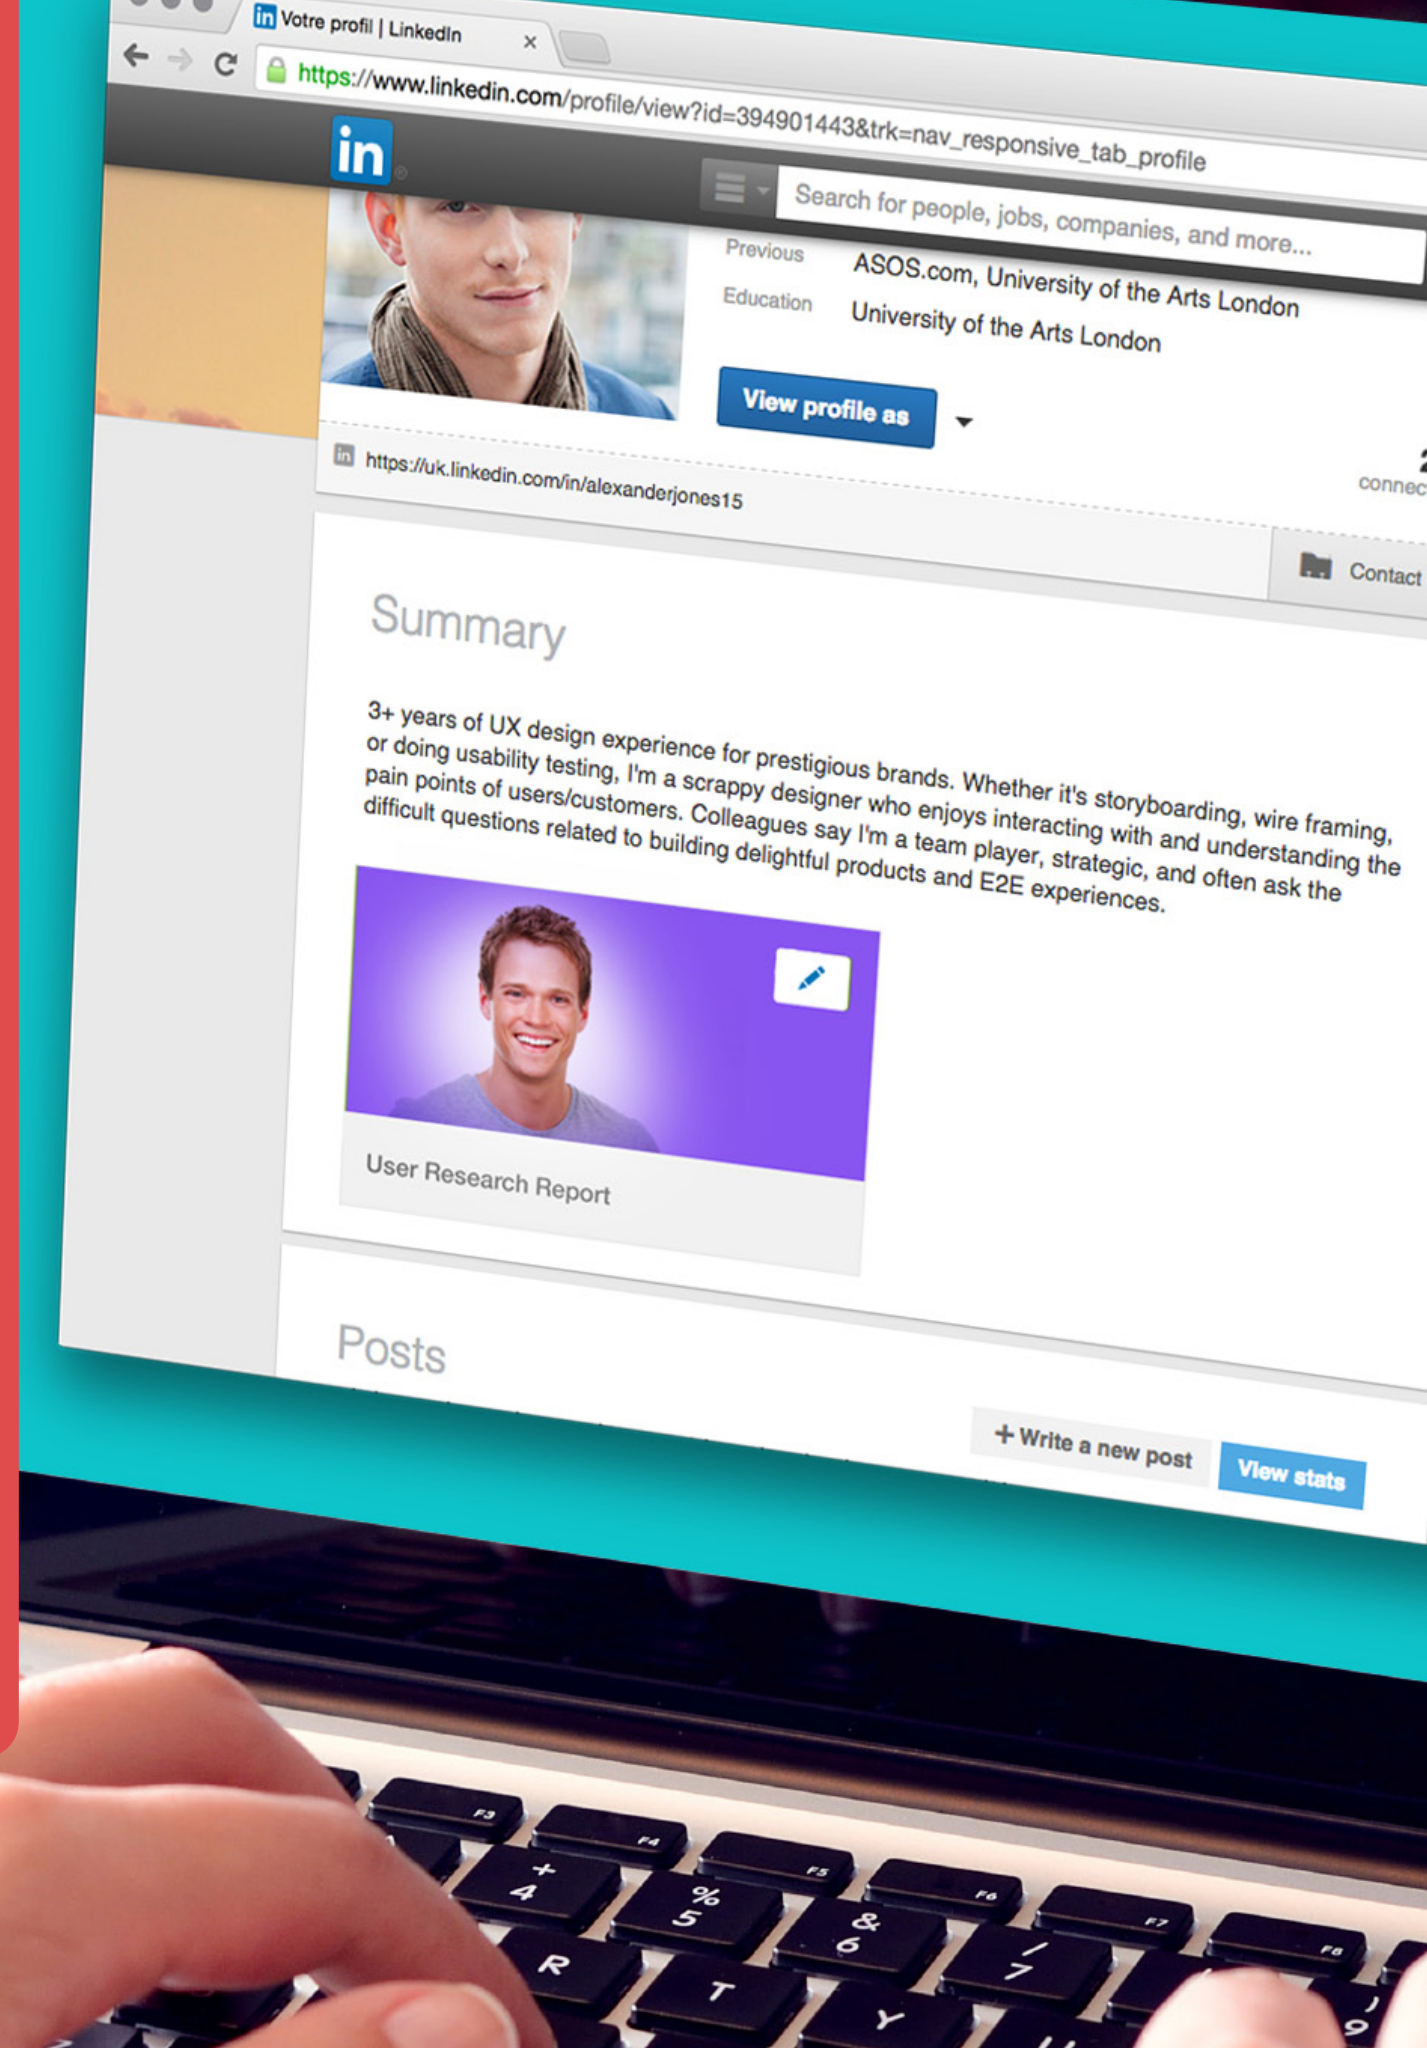 in Votre profil | LinkedIn ×
https://www.linkedin.com/profile/view?id=394901443&trk=nav_responsive_tab_profile
in
Search for people, jobs, companies, and more...
Previous ASOS.com, University of the Arts London
Education University of the Arts London
View profile as
connec
in https://uk.linkedin.com/in/alexanderjones15
Contact
Summary
3+ years of UX design experience for prestigious brands. Whether it's storyboarding, wire framing,
or doing usability testing, I'm a scrappy designer who enjoys interacting with and understanding the
pain points of users/customers. Colleagues say I'm a team player, strategic, and often ask the
difficult questions related to building delightful products and E2E experiences.
User Research Report
Posts
+ Write a new post View stats
F3 F4 F5 F6 F7 F8
+ % & / )
4 5 6 7 9
R T Y